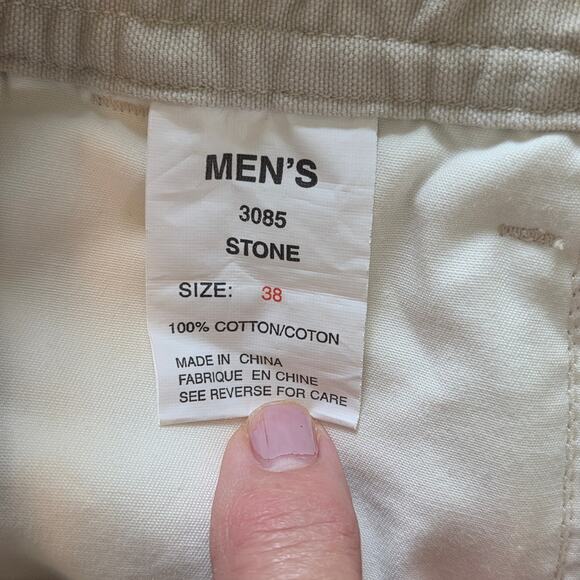 MEN'S
3085
STONE
SIZE: 38
100% COTTON/COTON
MADE IN CHINA
FABRIQUE EN CHINE
SEE REVERSE FOR CARE